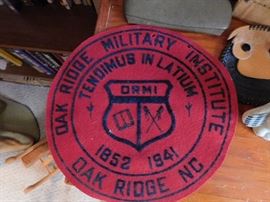 OAK RIDGE MILITARY INSTITUTE
TENDIMUS IN LATIUM
ORMI
1852 1941
OAK RIDGE NC